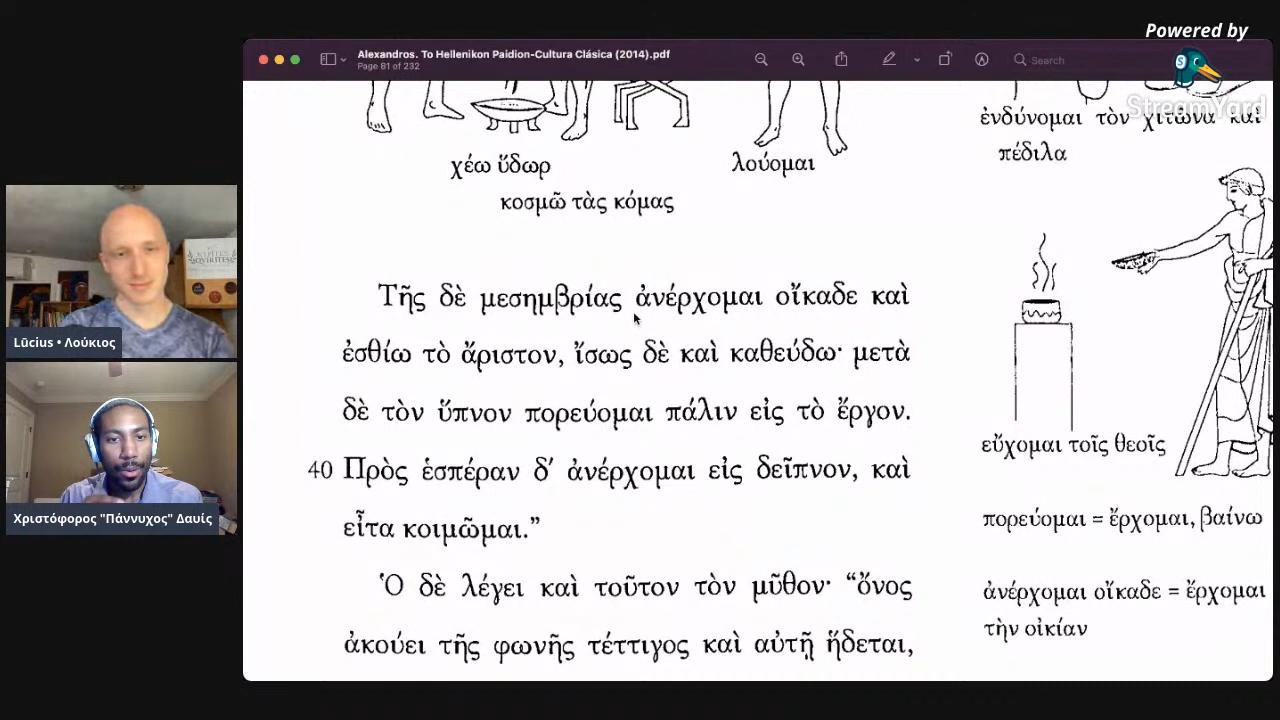 Powered by
StreamYard
Alexandros. To Hellenikon Paidion-Cultura Clásica (2014).pdf
Page 81 of 232
Search
χέω ὕδωρ
λούομαι
κοσμῶ τὰς κόμας
ἐνδύνομαι τὸν χιτῶνα καὶ
πέδιλα
Τῆς δὲ μεσημβρίας ἀνέρχομαι οἴκαδε καὶ
ἐσθίω τὸ ἄριστον, ἴσως δὲ καὶ καθεύδω· μετὰ
δὲ τὸν ὕπνον πορεύομαι πάλιν εἰς τὸ ἔργον.
40 Πρὸς ἑσπέραν δ’ ἀνέρχομαι εἰς δεῖπνον, καὶ
εἶτα κοιμῶμαι.”
Ὁ δὲ λέγει καὶ τοῦτον τὸν μῦθον· “ὄνος
ἀκούει τῆς φωνῆς τέττιγος καὶ αὐτῇ ἥδεται,
εὔχομαι τοῖς θεοῖς
πορεύομαι = ἔρχομαι, βαίνω
ἀνέρχομαι οἴκαδε = ἔρχομαι
τὴν οἰκίαν
Lūcius • Λούκιος
Χριστόφορος "Πάννυχος" Δαυίς